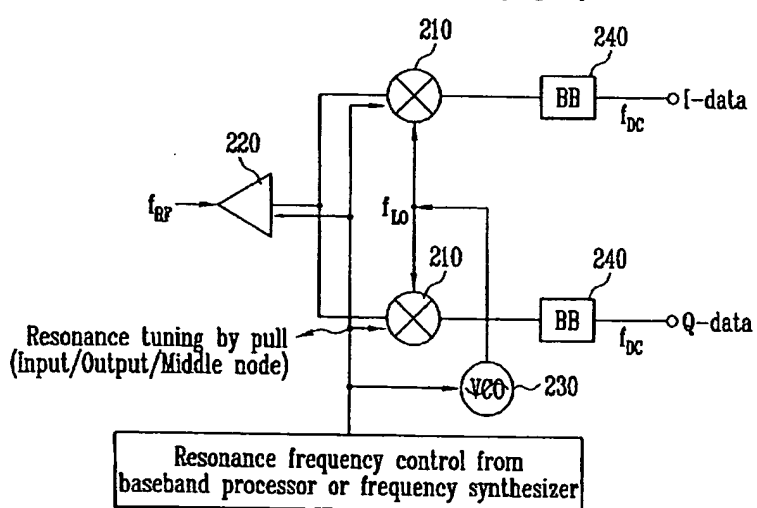 210
240
BB
I-data
f_DC
220
f_RF
f_LO
210
240
BB
Q-data
f_DC
Resonance tuning by pull
(Input/Output/Middle node)
VCO
230
Resonance frequency control from
baseband processor or frequency synthesizer